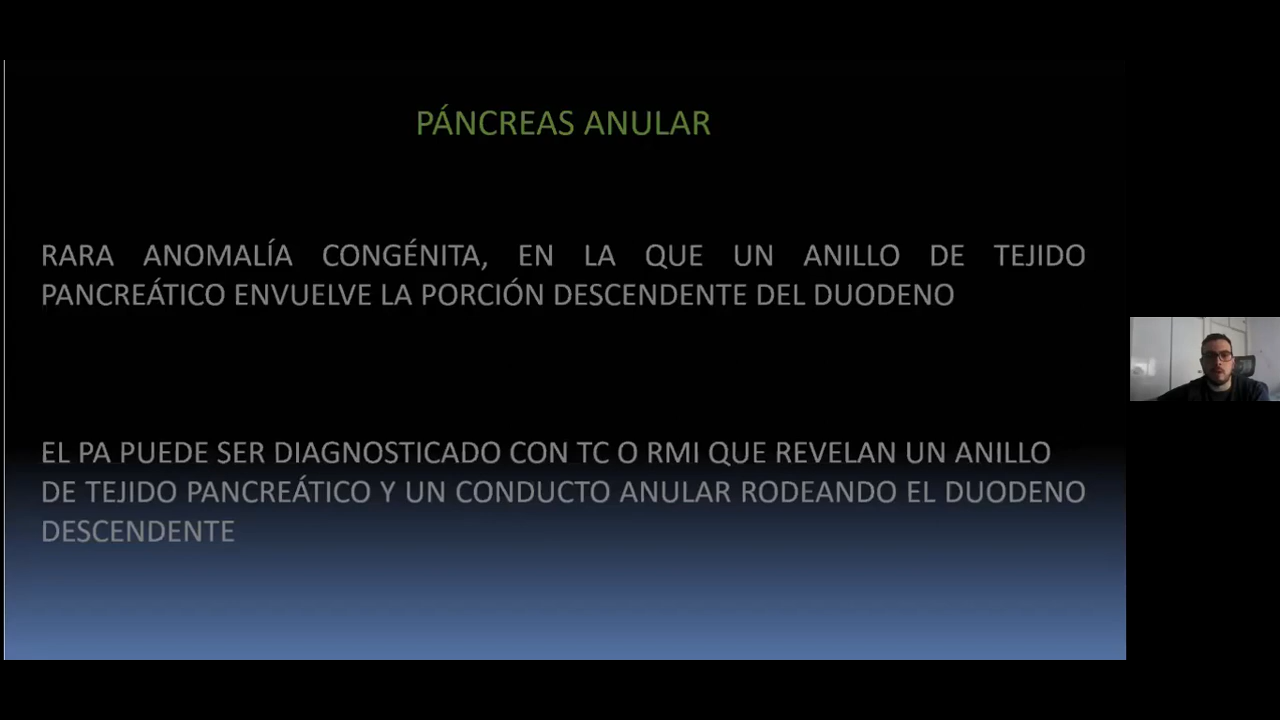 PÁNCREAS ANULAR
RARA ANOMALÍA CONGÉNITA, EN LA QUE UN ANILLO DE TEJIDO
PANCREÁTICO ENVUELVE LA PORCIÓN DESCENDENTE DEL DUODENO
EL PA PUEDE SER DIAGNOSTICADO CON TC O RMI QUE REVELAN UN ANILLO
DE TEJIDO PANCREÁTICO Y UN CONDUCTO ANULAR RODEANDO EL DUODENO
DESCENDENTE